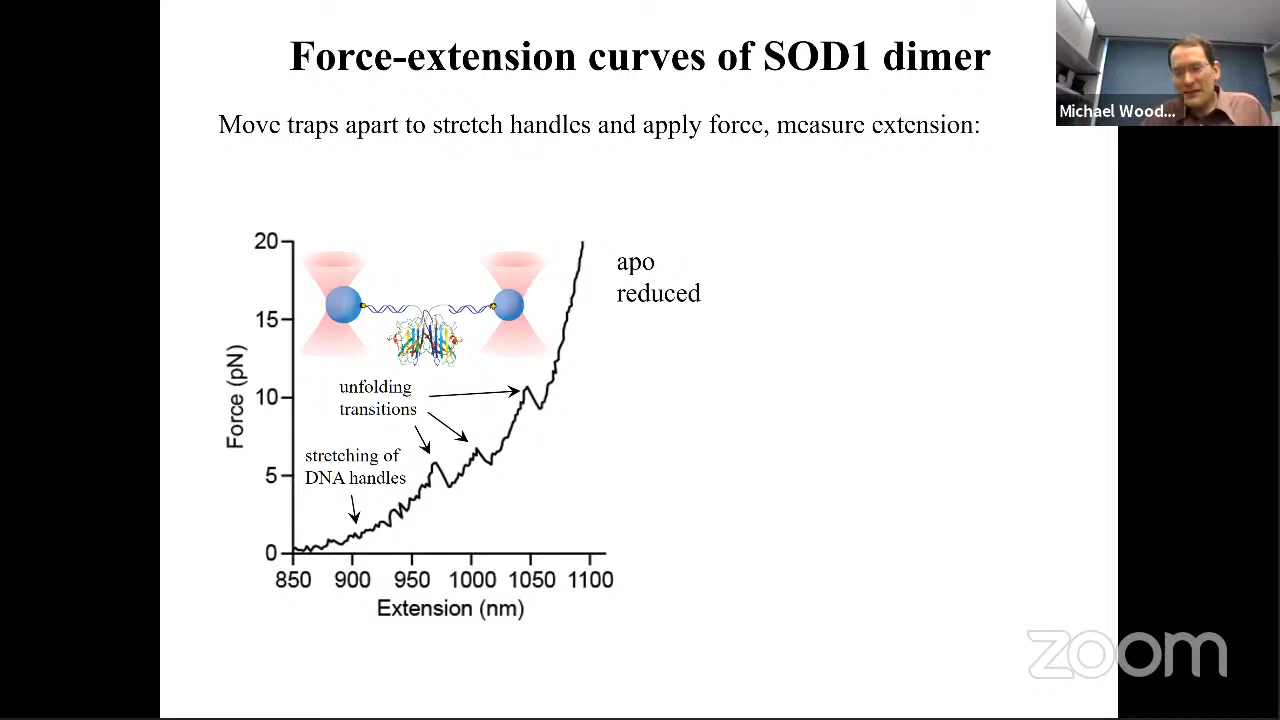 Force-extension curves of SOD1 dimer
Move traps apart to stretch handles and apply force, measure extension:
Michael Wood...
20
15
10
5
0
Force (pN)
apo
reduced
unfolding
transitions
stretching of
DNA handles
850 900 950 1000 1050 1100
Extension (nm)
zoom